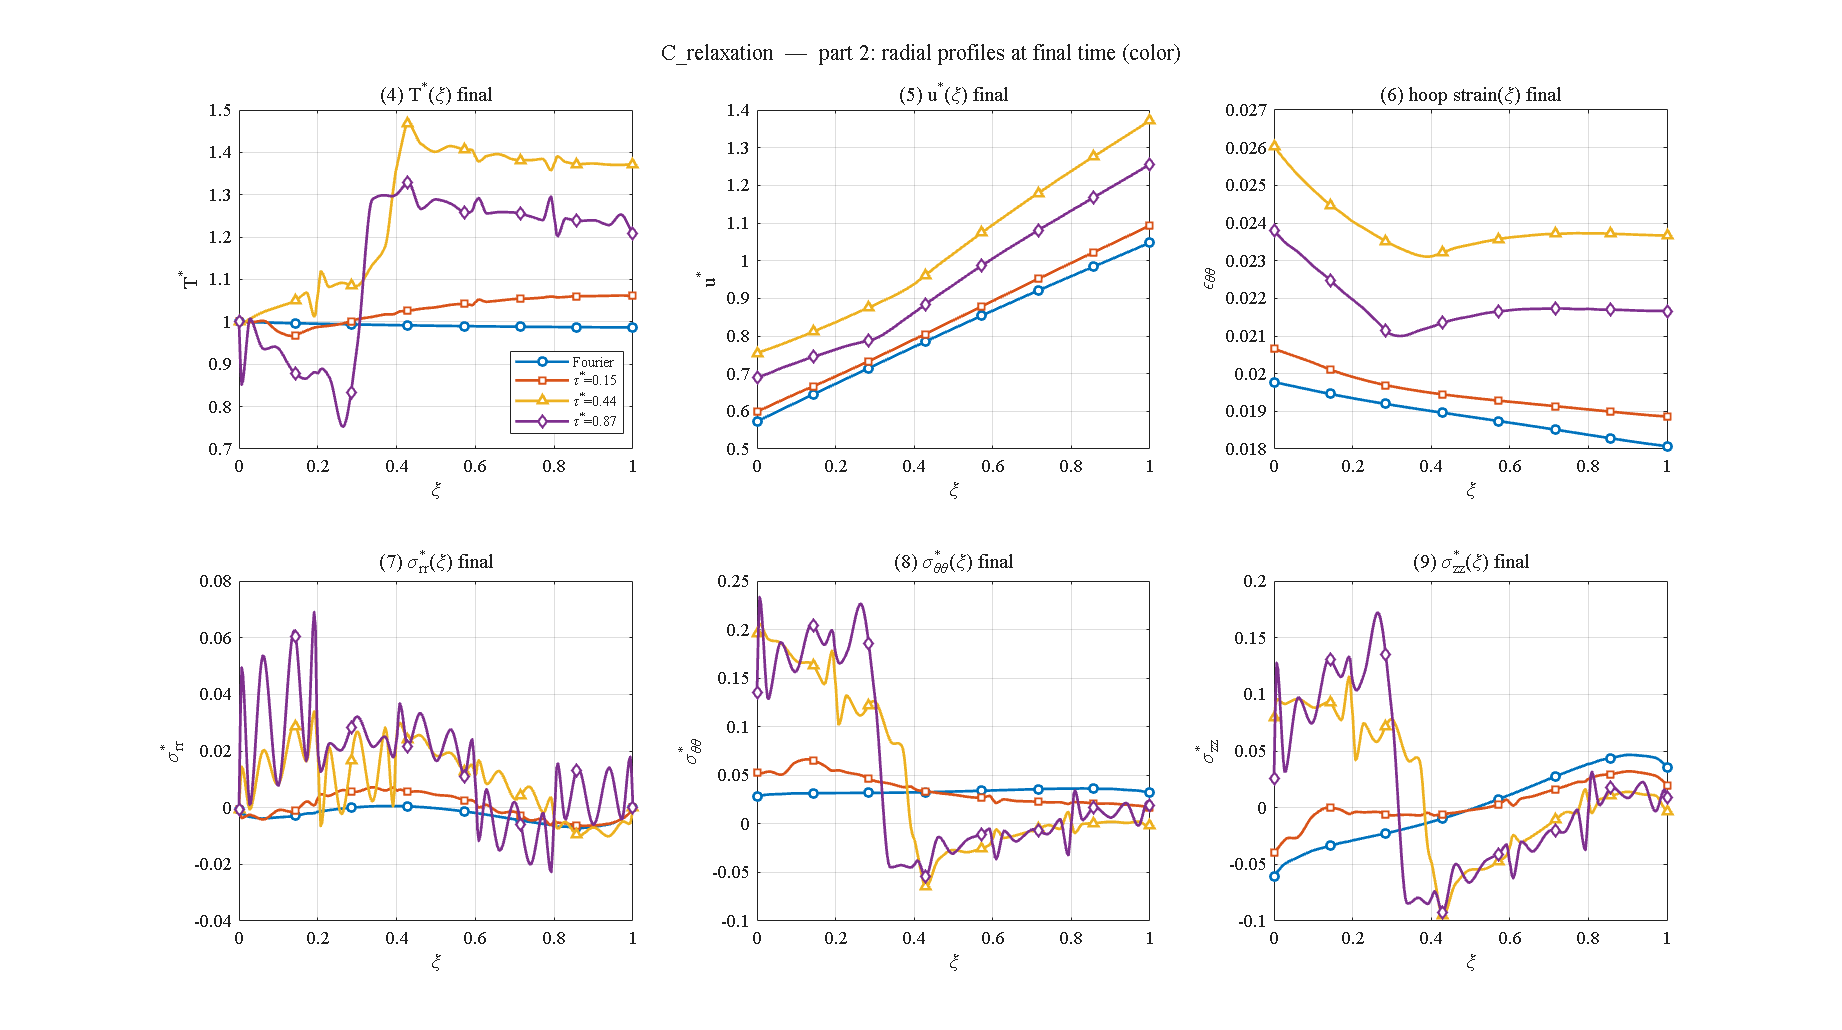 C_relaxation — part 2: radial profiles at final time (color)
(4) T*(ξ) final
1.5
1.4
1.3
1.2
1.1
1
0.9
0.8
0.7
T*
0 0.2 0.4 0.6 0.8 1
ξ
Fourier
τ*=0.15
τ*=0.44
τ*=0.87
(5) u*(ξ) final
1.4
1.3
1.2
1.1
1
0.9
0.8
0.7
0.6
0.5
u*
0 0.2 0.4 0.6 0.8 1
ξ
(6) hoop strain(ξ) final
0.027
0.026
0.025
0.024
0.023
0.022
0.021
0.02
0.019
0.018
ϵθθ
0 0.2 0.4 0.6 0.8 1
ξ
(7) σ*rr(ξ) final
0.08
0.06
0.04
0.02
0
-0.02
-0.04
σ*rr
0 0.2 0.4 0.6 0.8 1
ξ
(8) σ*θθ(ξ) final
0.25
0.2
0.15
0.1
0.05
0
-0.05
-0.1
σ*θθ
0 0.2 0.4 0.6 0.8 1
ξ
(9) σ*zz(ξ) final
0.2
0.15
0.1
0.05
0
-0.05
-0.1
σ*zz
0 0.2 0.4 0.6 0.8 1
ξ